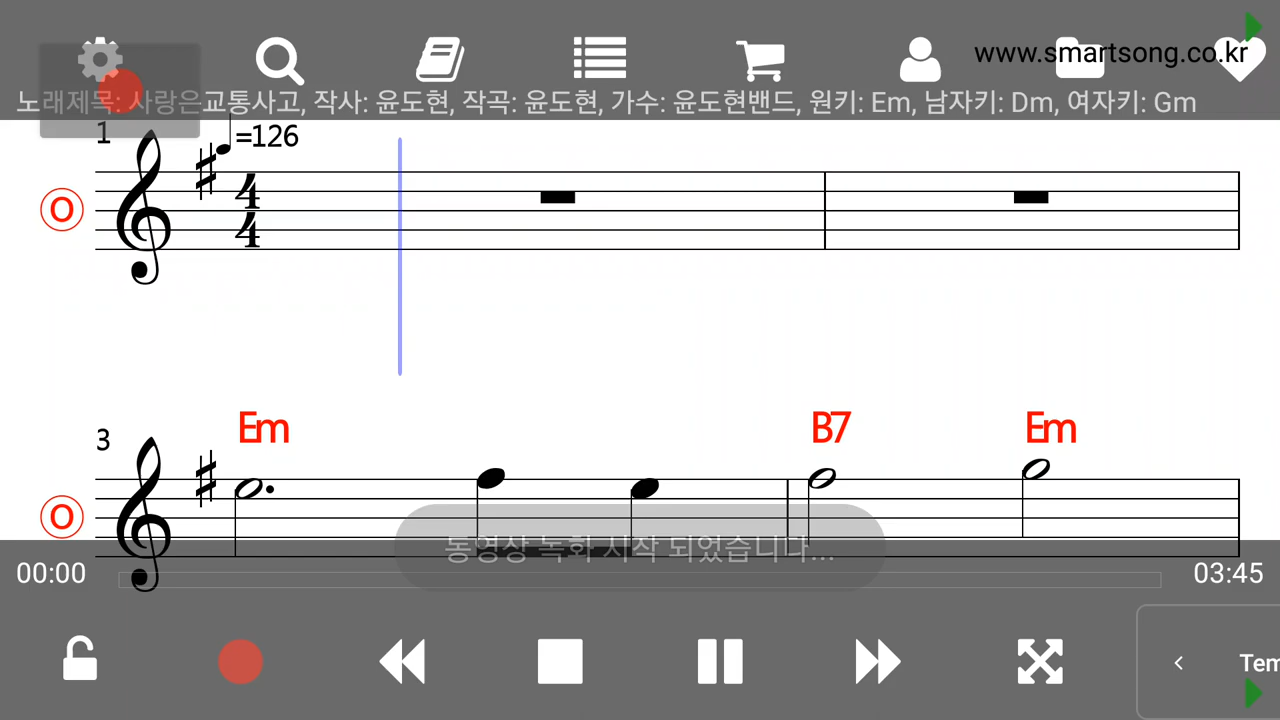 www.smartsong.co.kr
노래제목: 사랑은교통사고, 작사: 윤도현, 작곡: 윤도현, 가수: 윤도현밴드, 원키: Em, 남자키: Dm, 여자키: Gm
1
=126
4
4
O
Em B7 Em
3
O
동영상 녹화 시작 되었습니다...
00:00 03:45
Tem